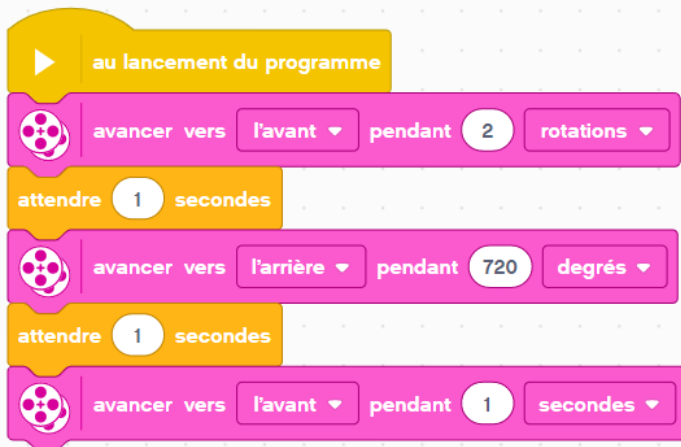 au lancement du programme
avancer vers l'avant pendant 2 rotations
attendre 1 secondes
avancer vers l'arrière pendant 720 degrés
attendre 1 secondes
avancer vers l'avant pendant 1 secondes